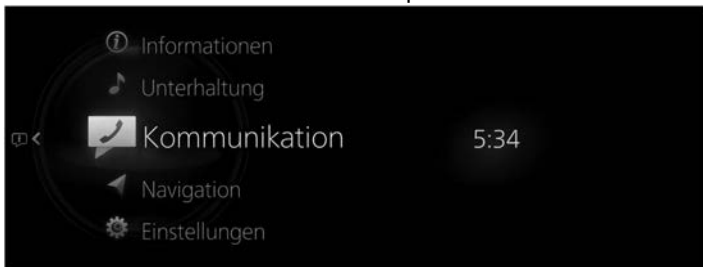 Informationen
Unterhaltung
Kommunikation 5:34
Navigation
Einstellungen